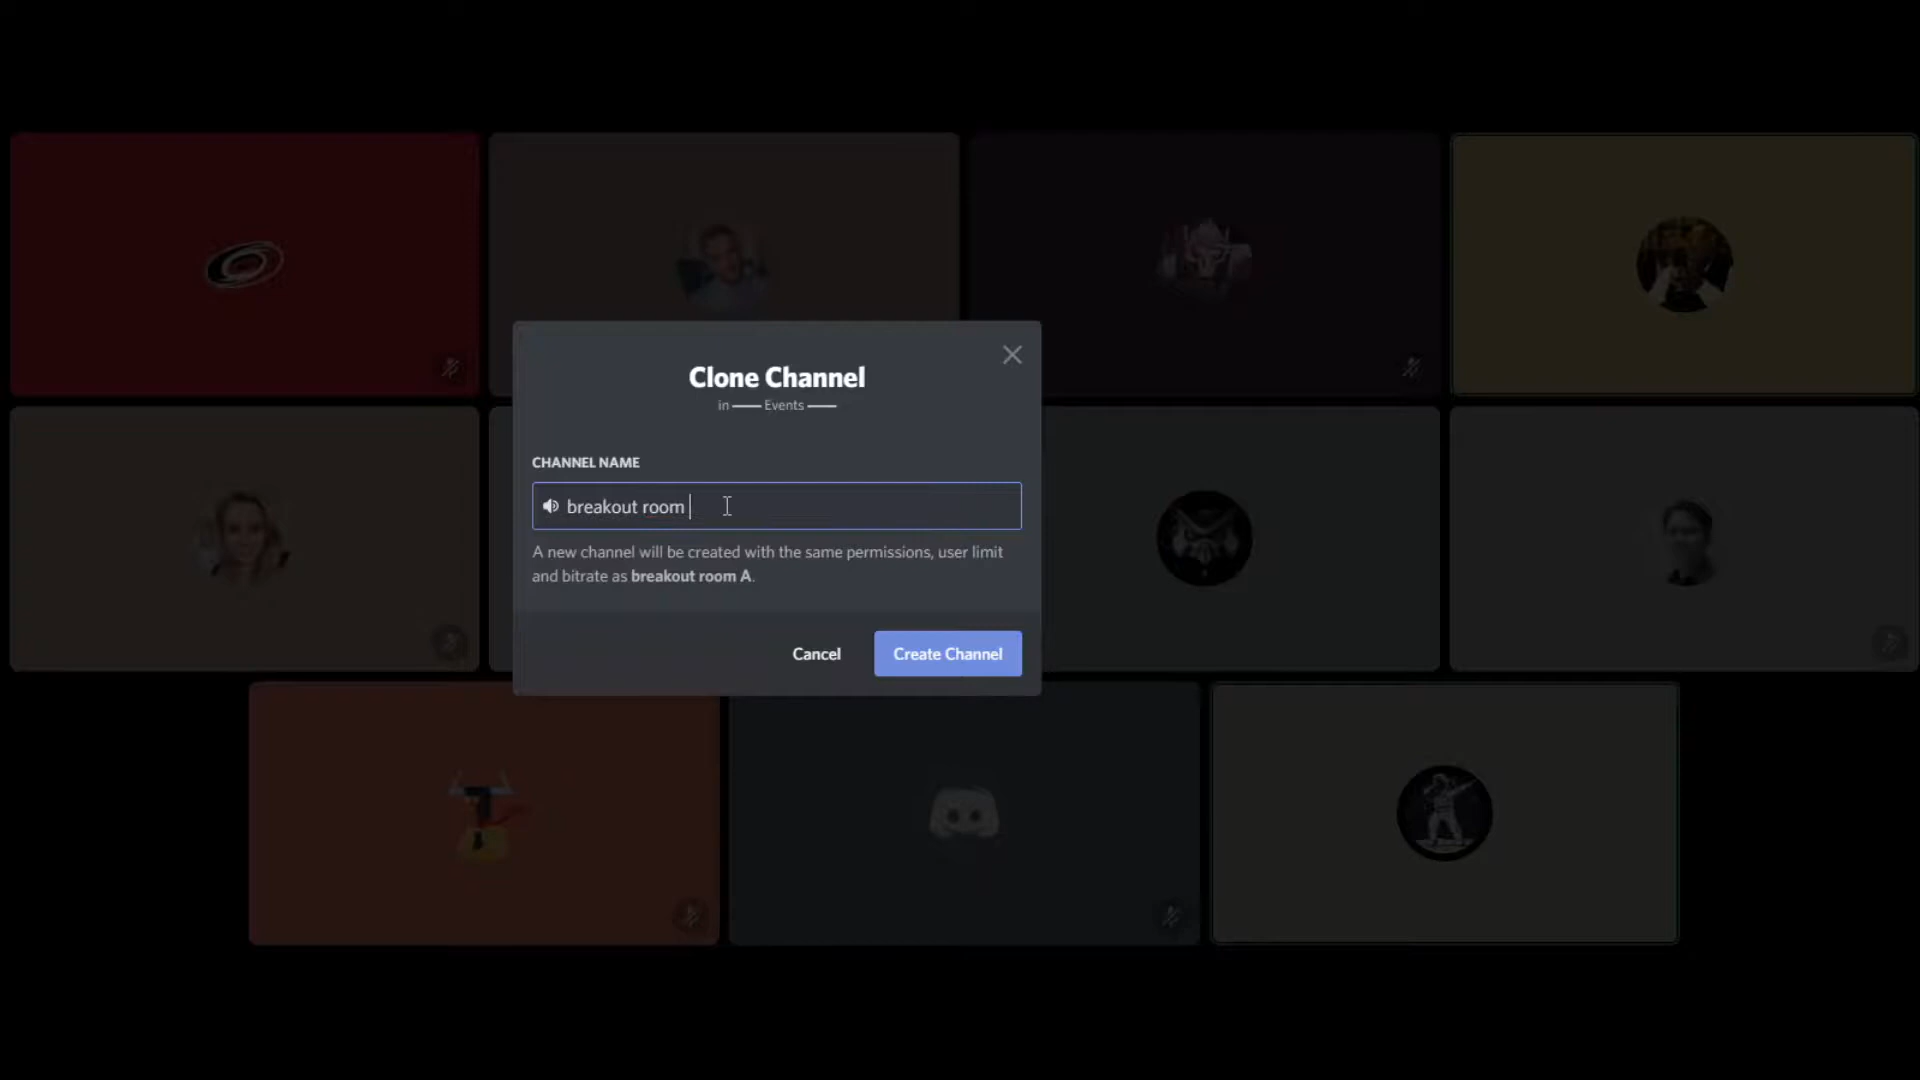 Clone Channel
in —— Events ——
CHANNEL NAME
breakout room
A new channel will be created with the same permissions, user limit
and bitrate as breakout room A.
Cancel
Create Channel